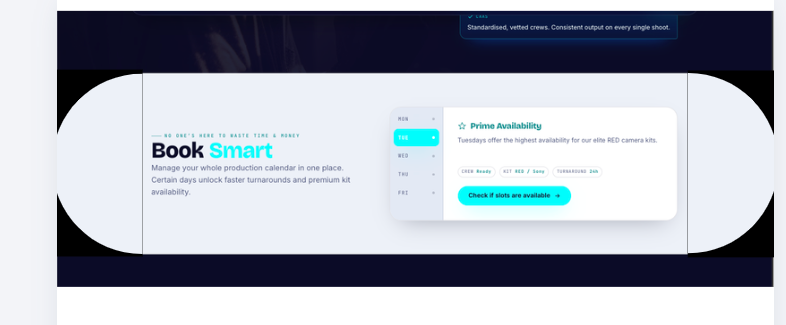 Standardised, vetted crews. Consistent output on every single shoot.
NO ONE'S HERE TO WASTE TIME & MONEY
Book Smart
Manage your whole production calendar in one place.
Certain days unlock faster turnarounds and premium kit
availability.
MON
TUE
WED
THU
FRI
Prime Availability
Tuesdays offer the highest availability for our elite RED camera kits.
CREW Ready
KIT RED / Sony
TURNAROUND 24h
Check if slots are available →